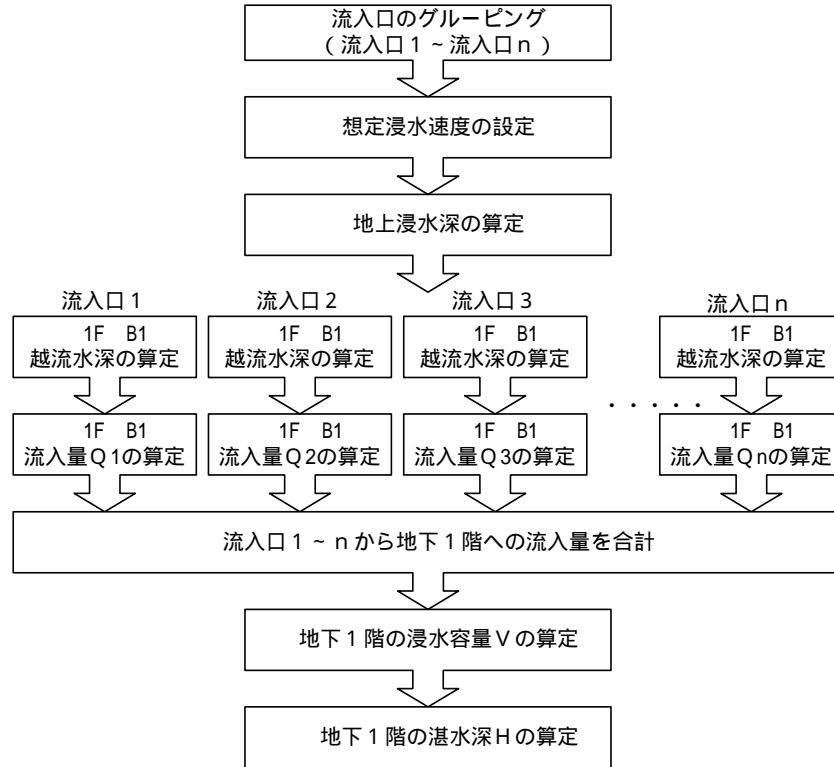 流入口のグルーピング
(流入口1~流入口n)
想定浸水速度の設定
地上浸水深の算定
流入口1
流入口2
流入口3
流入口n
1F B1
越流水深の算定
1F B1
越流水深の算定
1F B1
越流水深の算定
1F B1
越流水深の算定
・・・・・
1F B1
流入量Q1の算定
1F B1
流入量Q2の算定
1F B1
流入量Q3の算定
1F B1
流入量Qnの算定
流入口1~nから地下1階への流入量を合計
地下1階の浸水容量Vの算定
地下1階の湛水深Hの算定